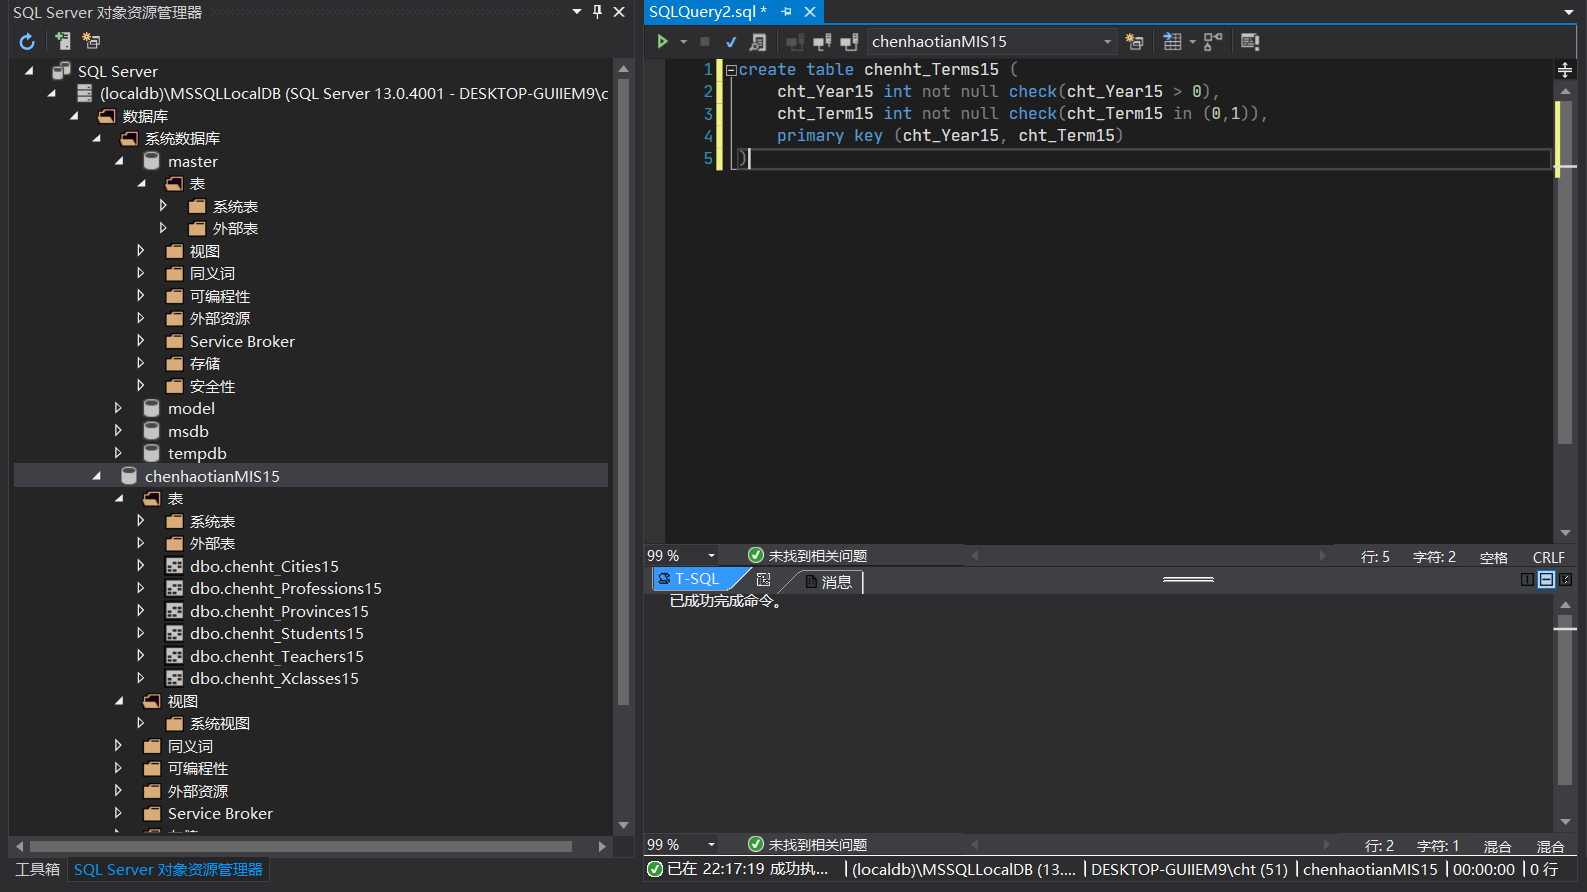 SQL Server 对象资源管理器
SQL Server
(localdb)\MSSQLLocalDB (SQL Server 13.0.4001 - DESKTOP-GUIIEM9\c
数据库
系统数据库
master
表
系统表
外部表
视图
同义词
可编程性
外部资源
Service Broker
存储
安全性
model
msdb
tempdb
chenhaotianMIS15
表
系统表
外部表
dbo.chenht_Cities15
dbo.chenht_Professions15
dbo.chenht_Provinces15
dbo.chenht_Students15
dbo.chenht_Teachers15
dbo.chenht_Xclasses15
视图
系统视图
同义词
可编程性
外部资源
Service Broker
工具箱 SQL Server 对象资源管理器
SQLQuery2.sql *
chenhaotianMIS15
1 create table chenht_Terms15 (
2 cht_Year15 int not null check(cht_Year15 > 0),
3 cht_Term15 int not null check(cht_Term15 in (0,1)),
4 primary key (cht_Year15, cht_Term15)
5 )
99 % 未找到相关问题 行: 5 字符: 2 空格 CRLF
T-SQL 消息
已成功完成命令。
99 % 未找到相关问题 行: 2 字符: 1 混合 混合
已在 22:17:19 成功执... (localdb)\MSSQLLocalDB (13.... DESKTOP-GUIIEM9\cht (51) chenhaotianMIS15 00:00:00 0 行